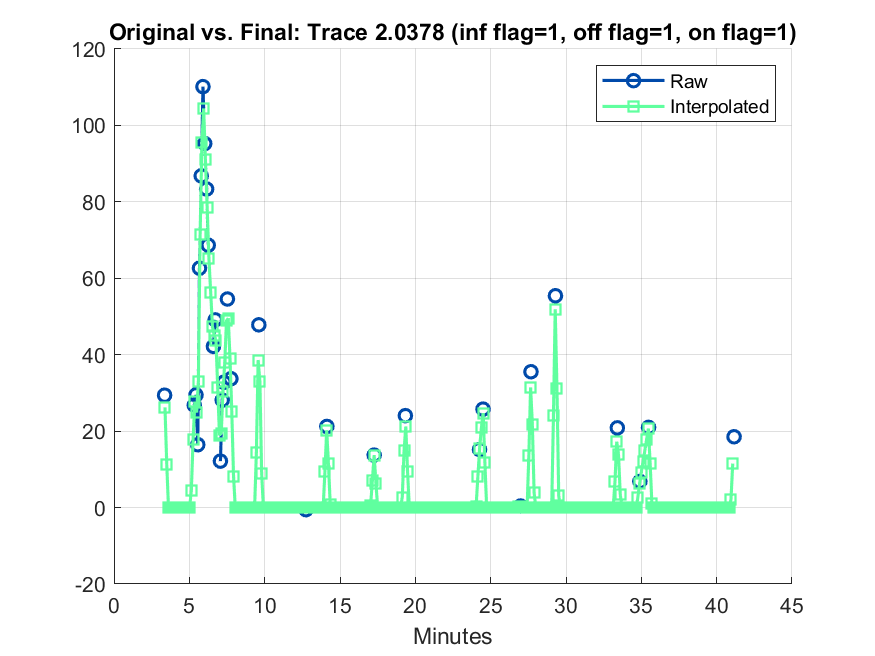 Original vs. Final: Trace 2.0378 (inf flag=1, off flag=1, on flag=1)
120
100
80
60
40
20
0
-20
Raw
Interpolated
0 5 10 15 20 25 30 35 40 45
Minutes